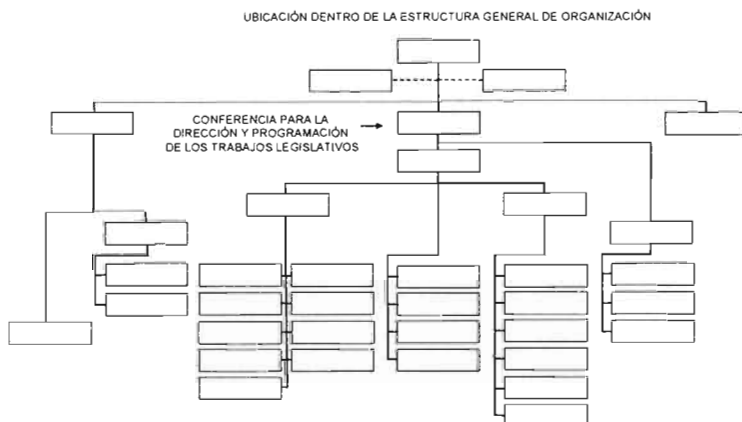 UBICACIÓN DENTRO DE LA ESTRUCTURA GENERAL DE ORGANIZACIÓN
CONFERENCIA PARA LA
DIRECCIÓN Y PROGRAMACIÓN
DE LOS TRABAJOS LEGISLATIVOS